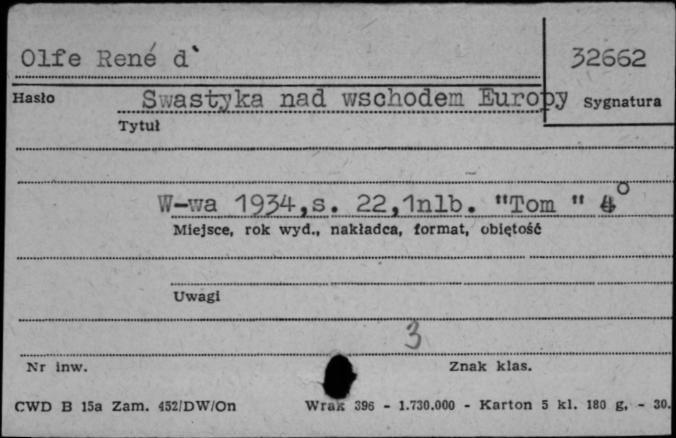 Olfe René d` 32662
Hasło Swastyka nad wschodem Europy Sygnatura
Tytuł
W-wa 1934,s. 22,1nlb. "Tom " 4°
Miejsce, rok wyd., nakładca, format, objętość
Uwagi
3
Nr inw. Znak klas.
CWD B 15a Zam. 452/DW/On Wrak 396 - 1.730.000 - Karton 5 kl. 180 g. - 30.